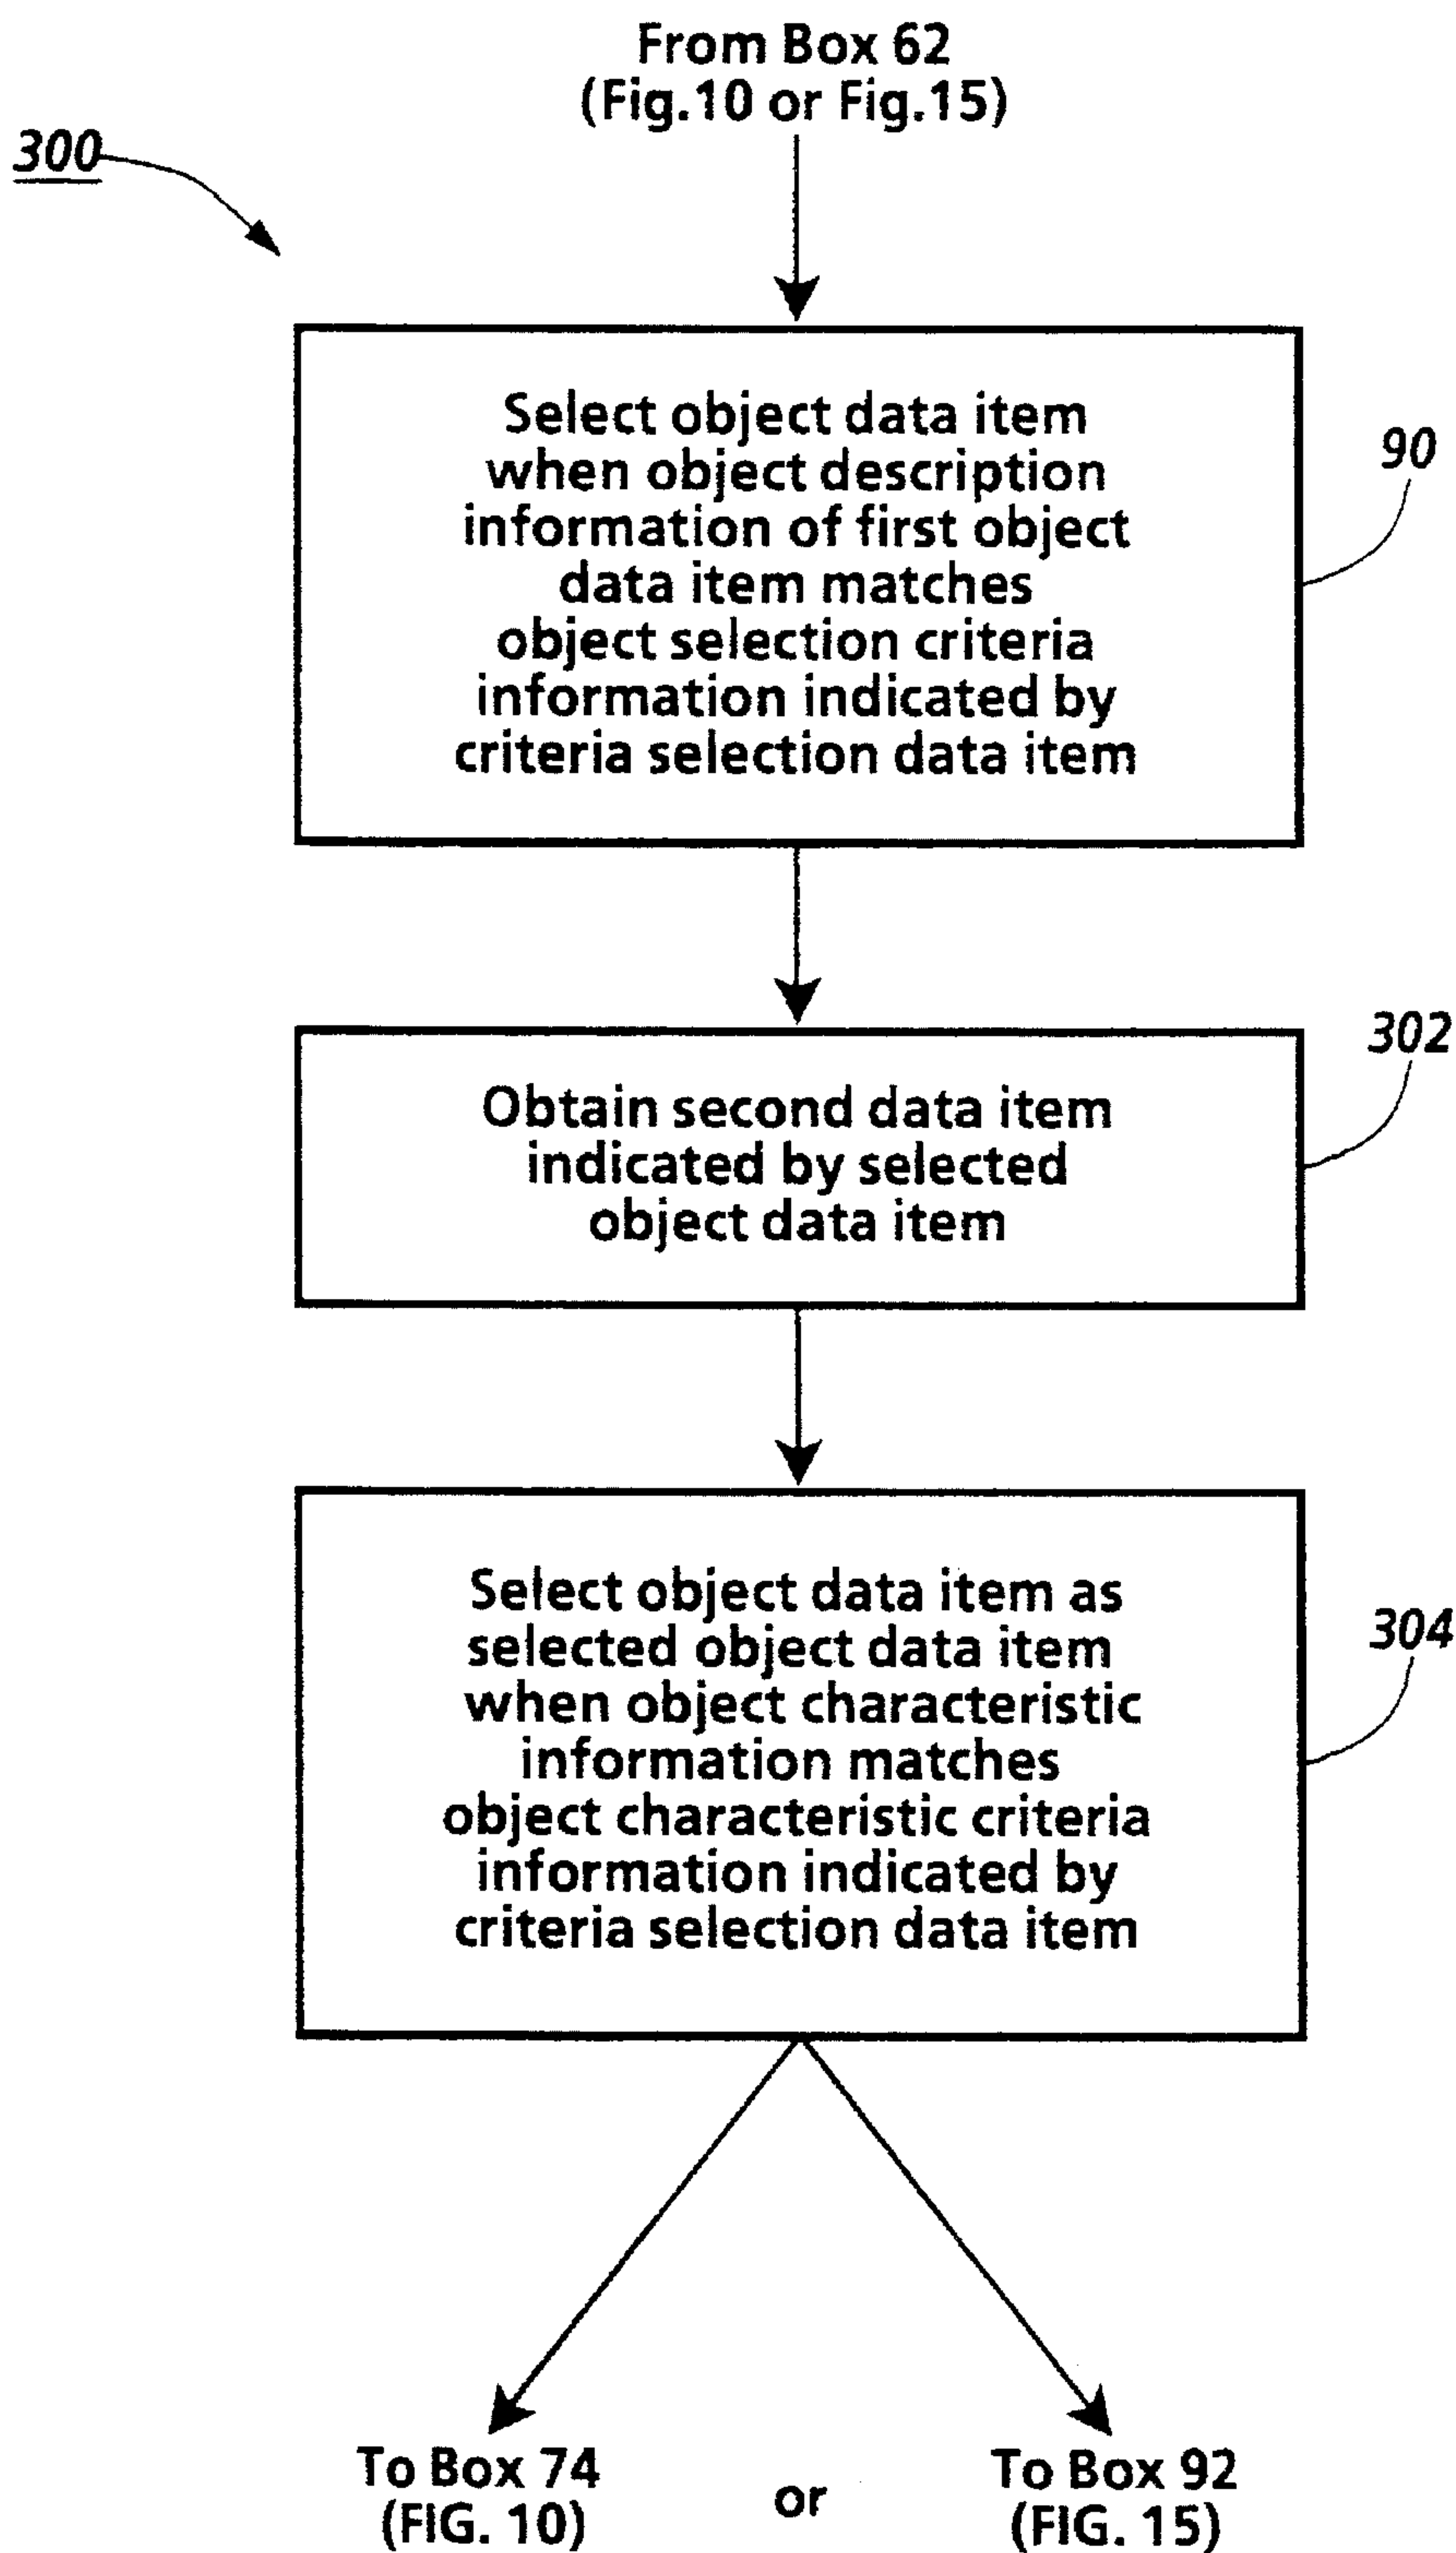 From Box 62
(Fig.10 or Fig.15)
300
Select object data item
when object description
information of first object
data item matches
object selection criteria
information indicated by
criteria selection data item
90
Obtain second data item
indicated by selected
object data item
302
Select object data item as
selected object data item
when object characteristic
information matches
object characteristic criteria
information indicated by
criteria selection data item
304
To Box 74
(FIG. 10)
or
To Box 92
(FIG. 15)